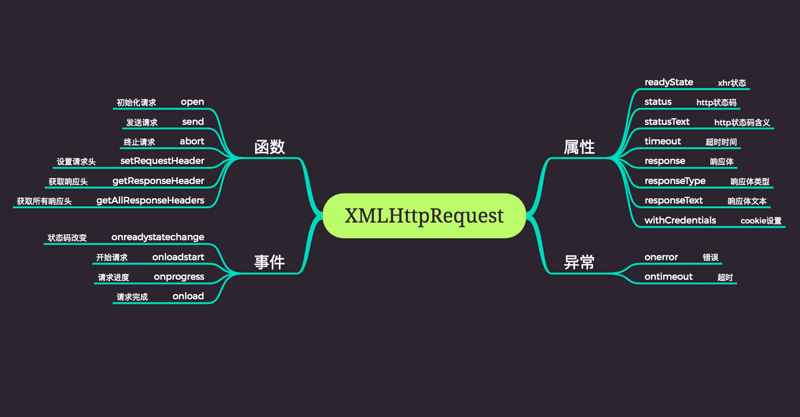 XMLHttpRequest
函数
初始化请求 open
发送请求 send
终止请求 abort
设置请求头 setRequestHeader
获取响应头 getResponseHeader
获取所有响应头 getAllResponseHeaders
事件
状态码改变 onreadystatechange
开始请求 onloadstart
请求进度 onprogress
请求完成 onload
属性
readyState xhr状态
status http状态码
statusText http状态码含义
timeout 超时时间
response 响应体
responseType 响应体类型
responseText 响应体文本
withCredentials cookie设置
异常
onerror 错误
ontimeout 超时